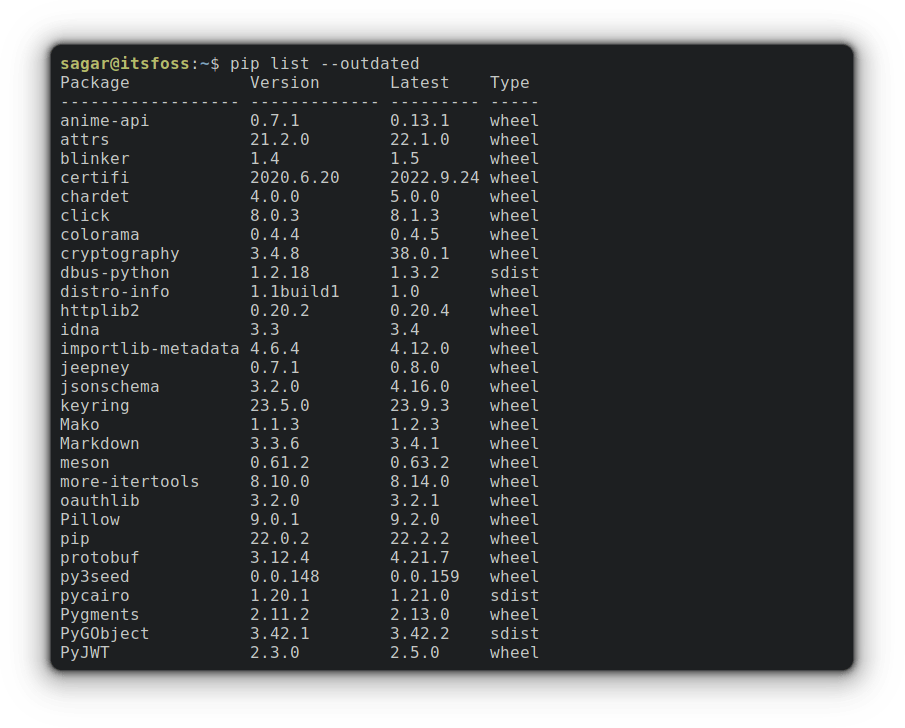 sagar@itsfoss:~$ pip list --outdated
Package            Version       Latest    Type
------------------ ------------- --------- -----
anime-api          0.7.1         0.13.1    wheel
attrs              21.2.0        22.1.0    wheel
blinker            1.4           1.5       wheel
certifi            2020.6.20     2022.9.24 wheel
chardet            4.0.0         5.0.0     wheel
click              8.0.3         8.1.3     wheel
colorama           0.4.4         0.4.5     wheel
cryptography       3.4.8         38.0.1    wheel
dbus-python        1.2.18        1.3.2     sdist
distro-info        1.1build1     1.0       wheel
httplib2           0.20.2        0.20.4    wheel
idna               3.3           3.4       wheel
importlib-metadata 4.6.4         4.12.0    wheel
jeepney            0.7.1         0.8.0     wheel
jsonschema         3.2.0         4.16.0    wheel
keyring            23.5.0        23.9.3    wheel
Mako               1.1.3         1.2.3     wheel
Markdown           3.3.6         3.4.1     wheel
meson              0.61.2        0.63.2    wheel
more-itertools     8.10.0        8.14.0    wheel
oauthlib           3.2.0         3.2.1     wheel
Pillow             9.0.1         9.2.0     wheel
pip                22.0.2        22.2.2    wheel
protobuf           3.12.4        4.21.7    wheel
py3seed            0.0.148       0.0.159   wheel
pycairo            1.20.1        1.21.0    sdist
Pygments           2.11.2        2.13.0    wheel
PyGObject          3.42.1        3.42.2    sdist
PyJWT              2.3.0         2.5.0     wheel